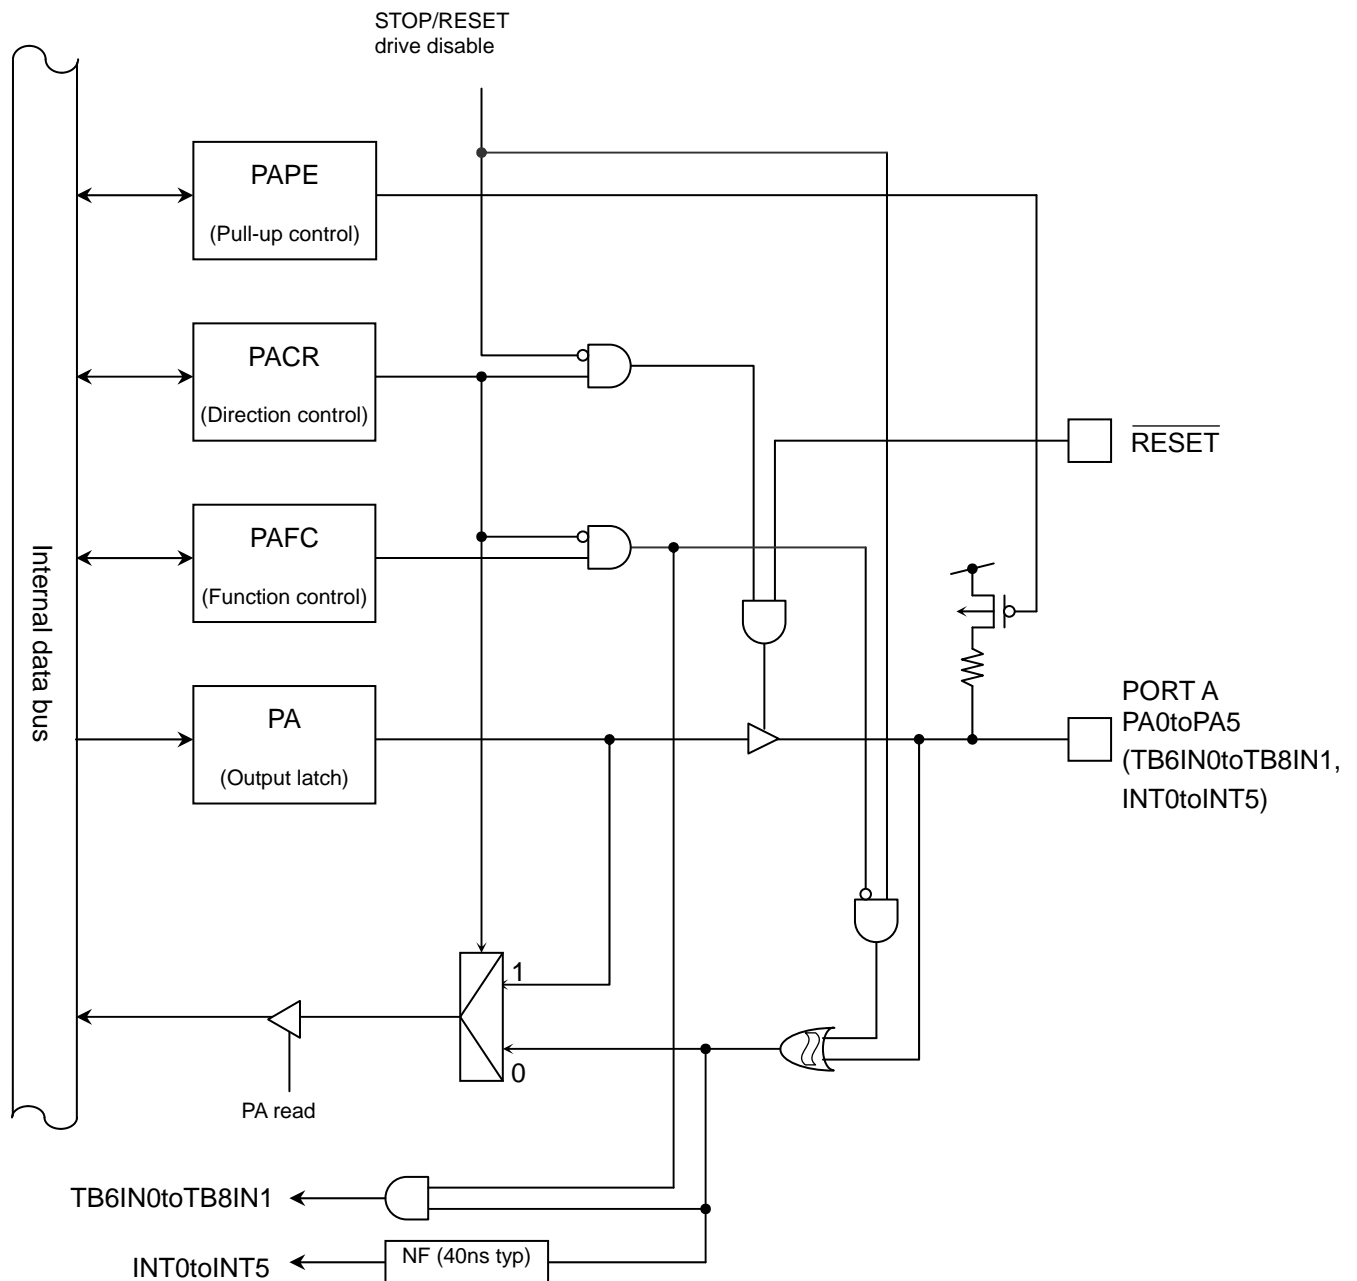 STOP/RESET
drive disable
PAPE
(Pull-up control)
PACR
(Direction control)
RESET
PAFC
(Function control)
Internal data bus
PA
(Output latch)
PORT A
PA0toPA5
(TB6IN0toTB8IN1,
INT0toINT5)
1
0
PA read
TB6IN0toTB8IN1
NF (40ns typ)
INT0toINT5